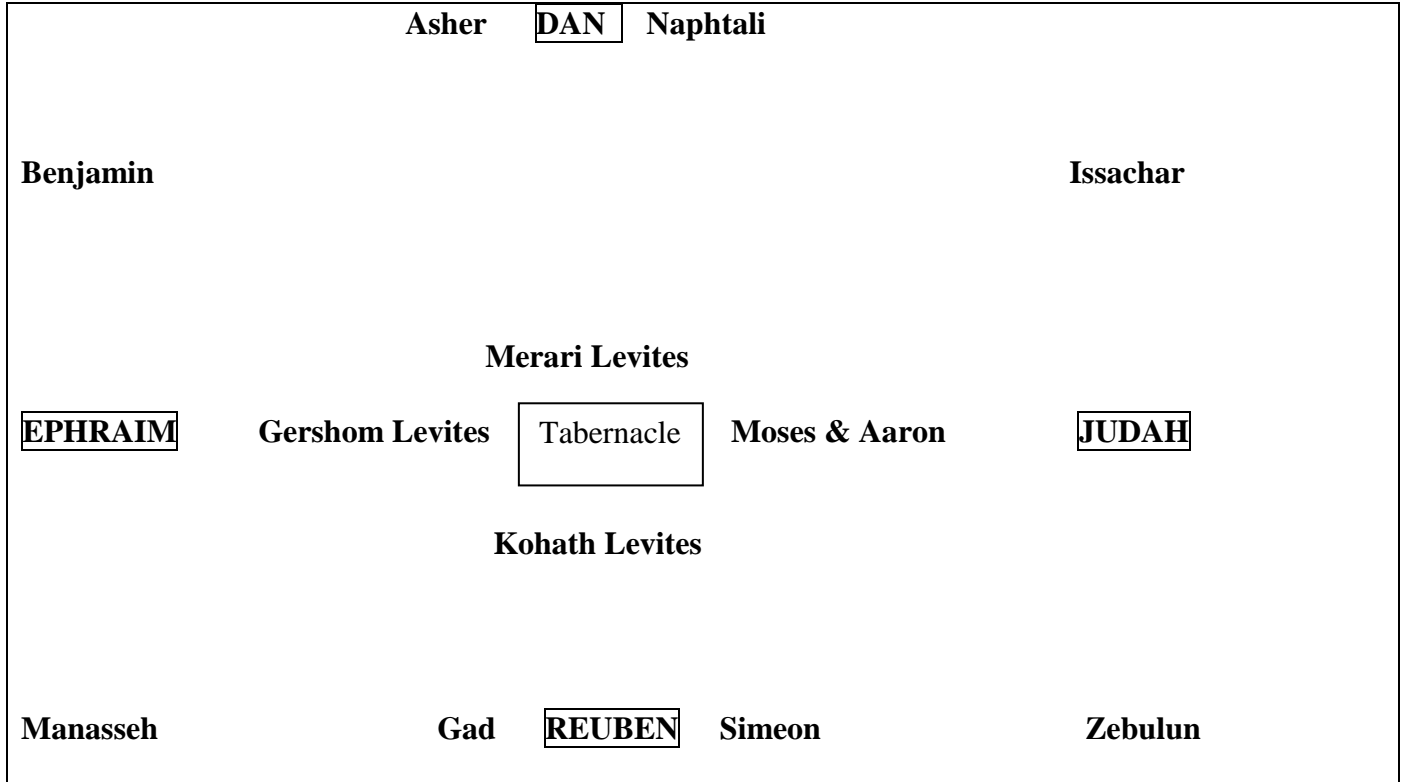 Asher DAN Naphtali
Benjamin Issachar
Merari Levites
EPHRAIM Gershom Levites Tabernacle Moses & Aaron JUDAH
Kohath Levites
Manasseh Gad REUBEN Simeon Zebulun